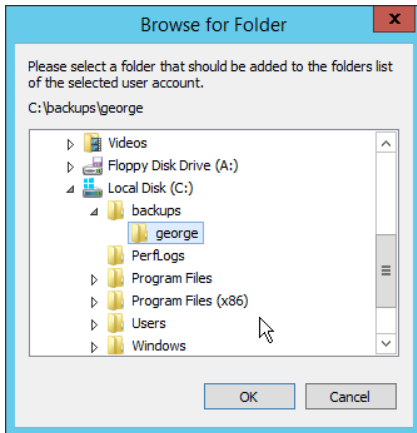 Browse for Folder
x
Please select a folder that should be added to the folders list
of the selected user account.
C:\backups\george
Videos
Floppy Disk Drive (A:)
Local Disk (C:)
backups
george
PerfLogs
Program Files
Program Files (x86)
Users
Windows
OK Cancel